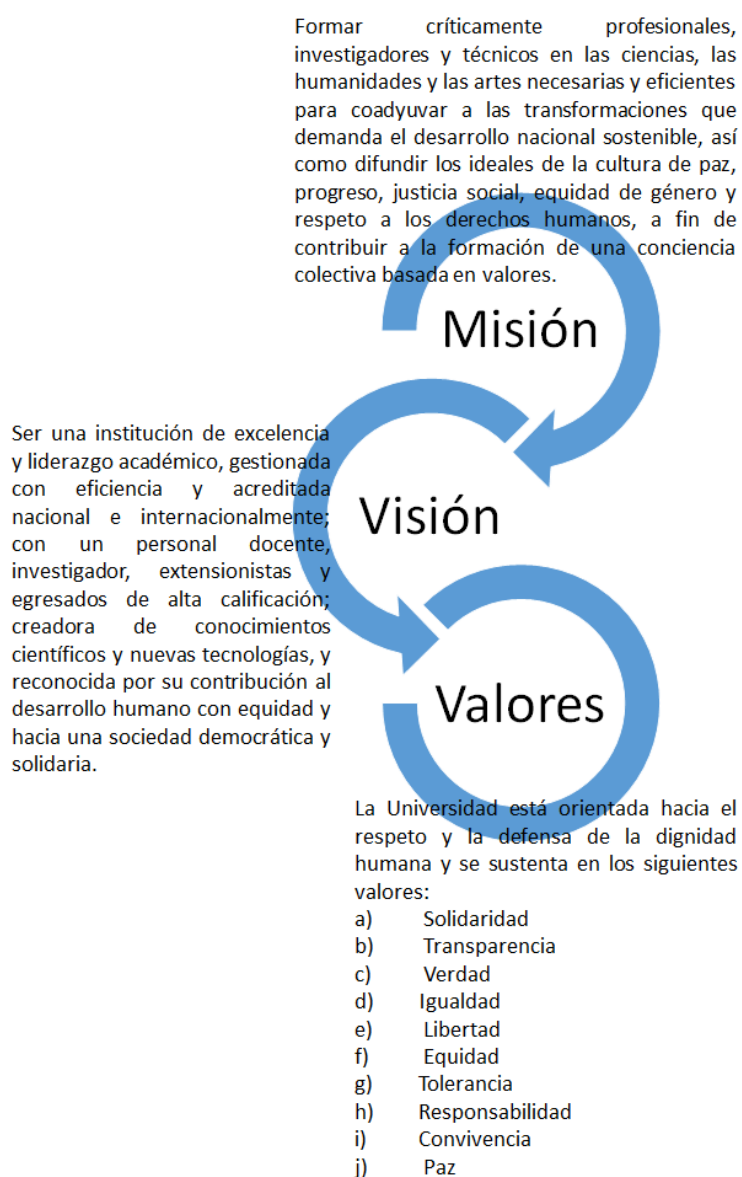 Formar críticamente profesionales,
investigadores y técnicos en las ciencias, las
humanidades y las artes necesarias y eficientes
para coadyuvar a las transformaciones que
demanda el desarrollo nacional sostenible, así
como difundir los ideales de la cultura de paz,
progreso, justicia social, equidad de género y
respeto a los derechos humanos, a fin de
contribuir a la formación de una conciencia
colectiva basada en valores.
Misión
Ser una institución de excelencia
y liderazgo académico, gestionada
con eficiencia y acreditada
nacional e internacionalmente;
con un personal docente,
investigador, extensionistas y
egresados de alta calificación;
creadora de conocimientos
científicos y nuevas tecnologías, y
reconocida por su contribución al
desarrollo humano con equidad y
hacia una sociedad democrática y
solidaria.
Visión
Valores
La Universidad está orientada hacia el
respeto y la defensa de la dignidad
humana y se sustenta en los siguientes
valores:
a) Solidaridad
b) Transparencia
c) Verdad
d) Igualdad
e) Libertad
f) Equidad
g) Tolerancia
h) Responsabilidad
i) Convivencia
j) Paz